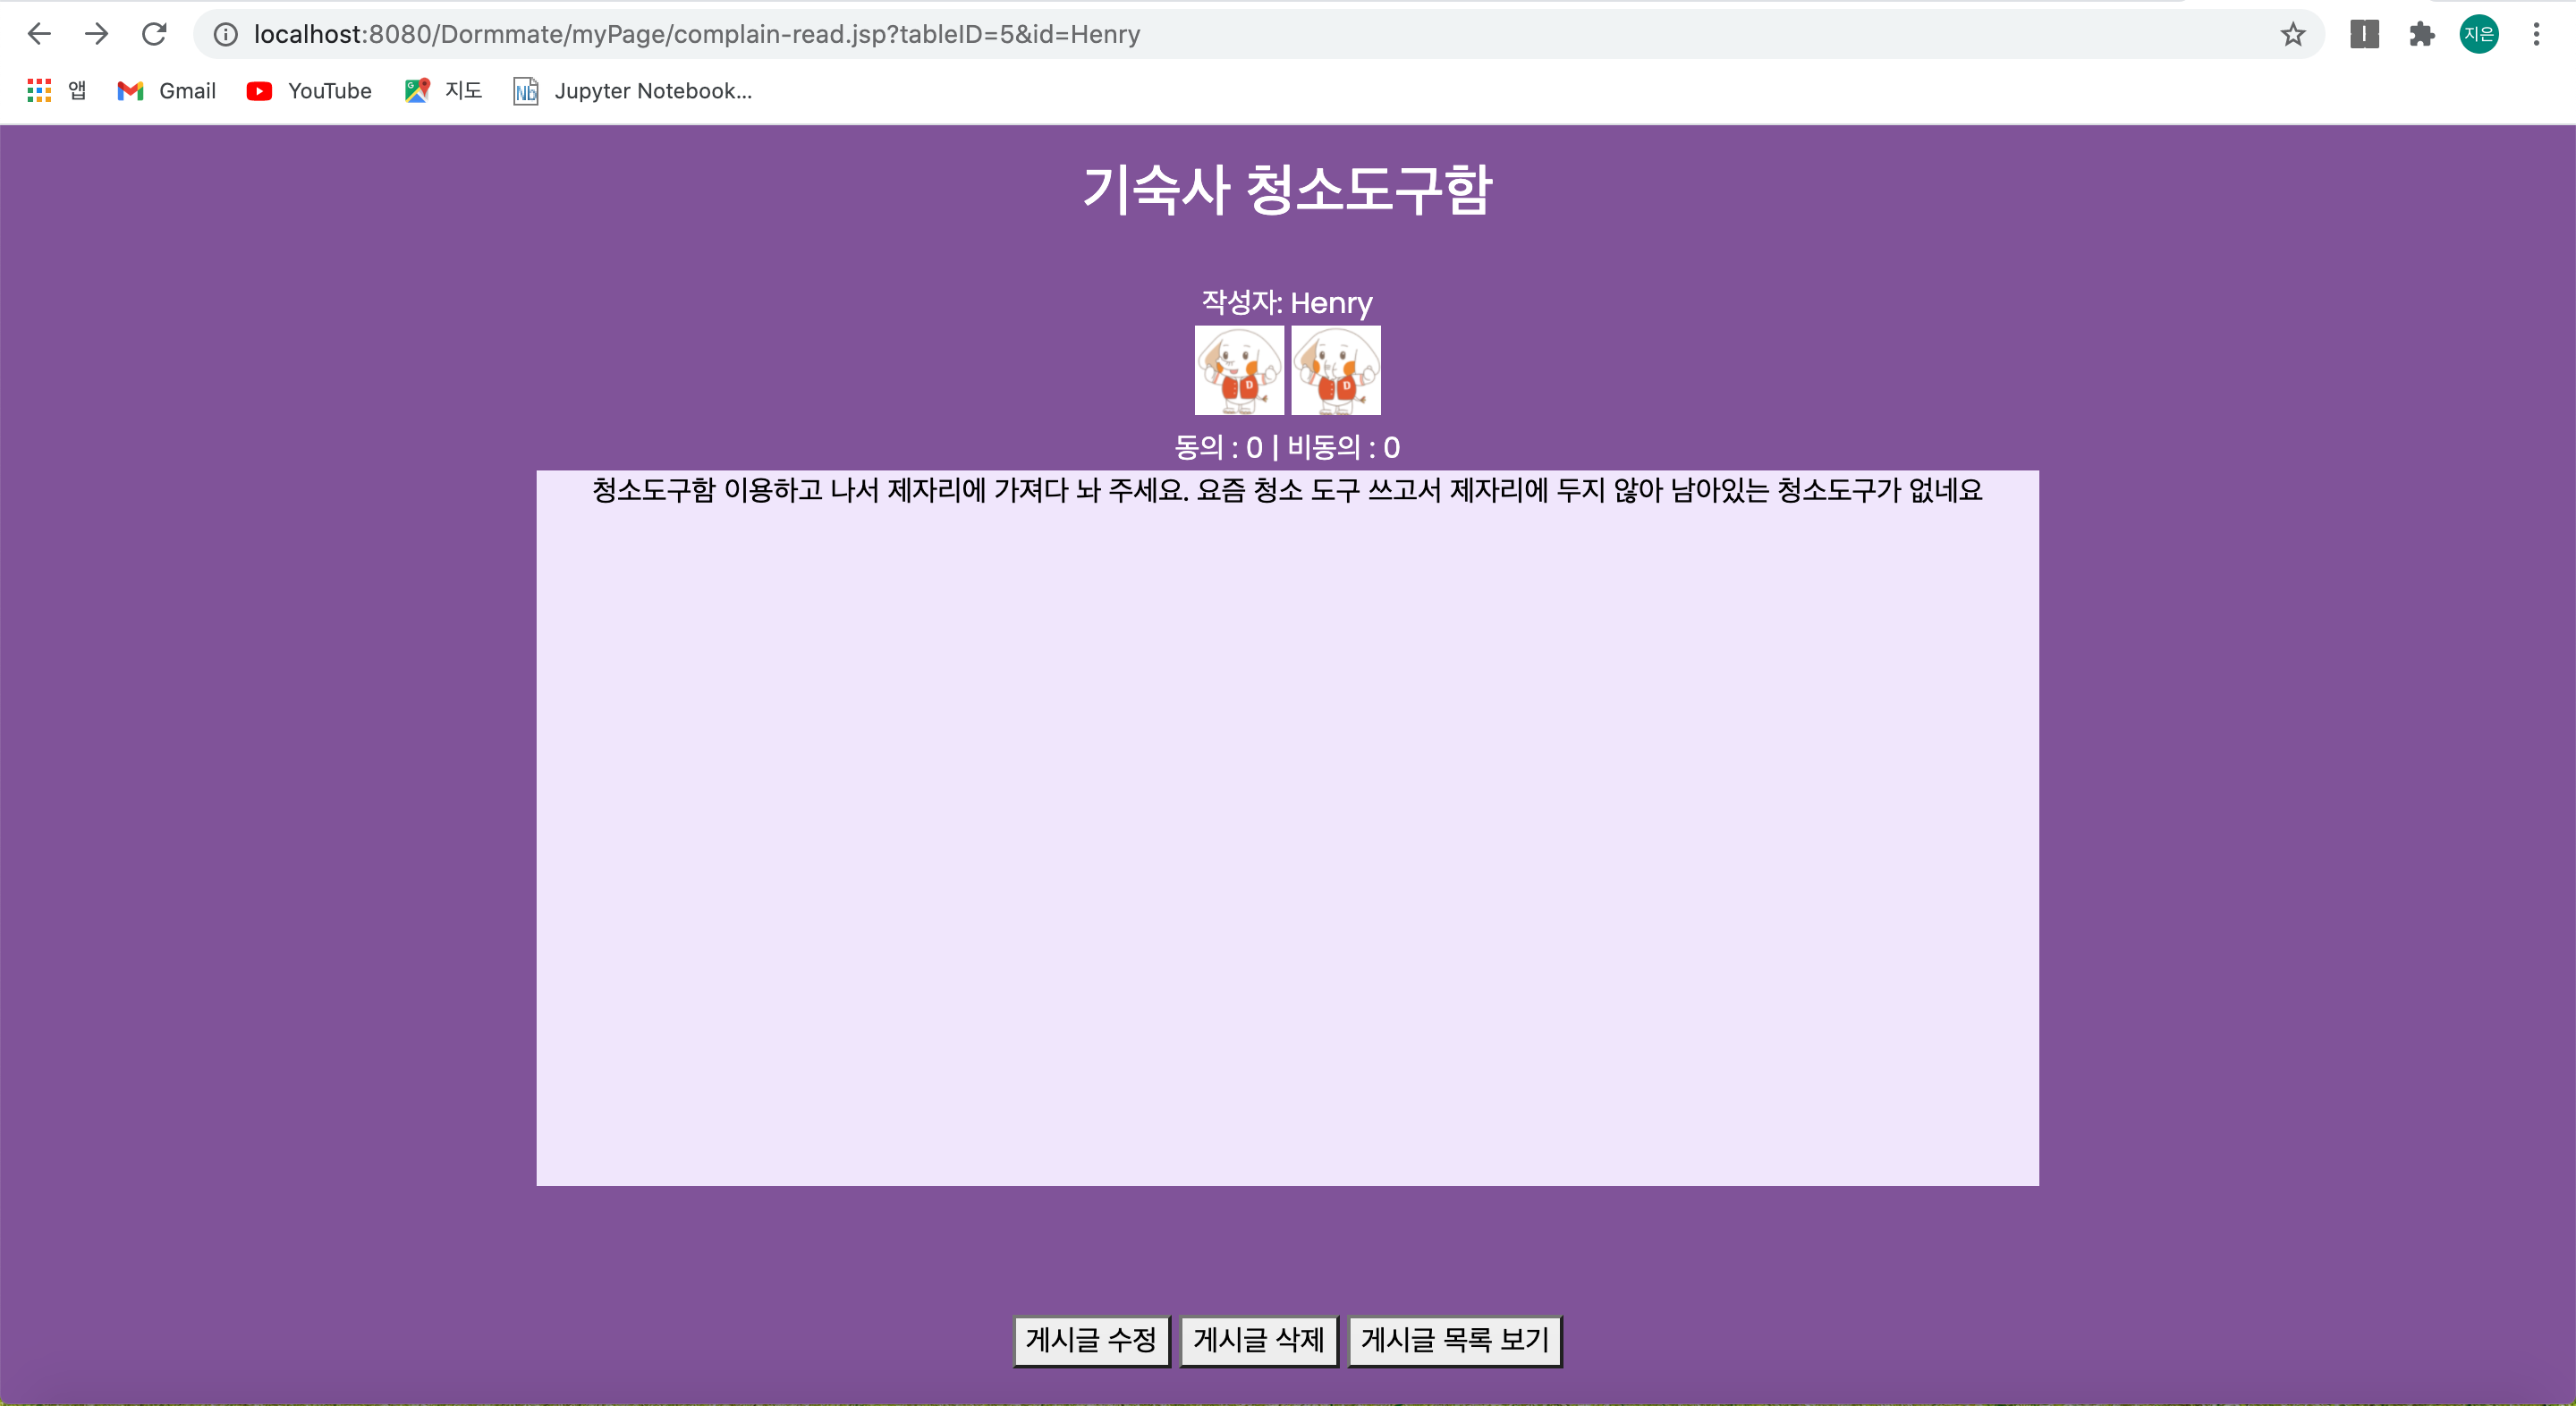 localhost:8080/Dormmate/myPage/complain-read.jsp?tableID=5&id=Henry
지은
앱 Gmail YouTube 지도 Jupyter Notebook...
기숙사 청소도구함
작성자: Henry
D D
동의 : 0 | 비동의 : 0
청소도구함 이용하고 나서 제자리에 가져다 놔 주세요. 요즘 청소 도구 쓰고서 제자리에 두지 않아 남아있는 청소도구가 없네요
게시글 수정 게시글 삭제 게시글 목록 보기